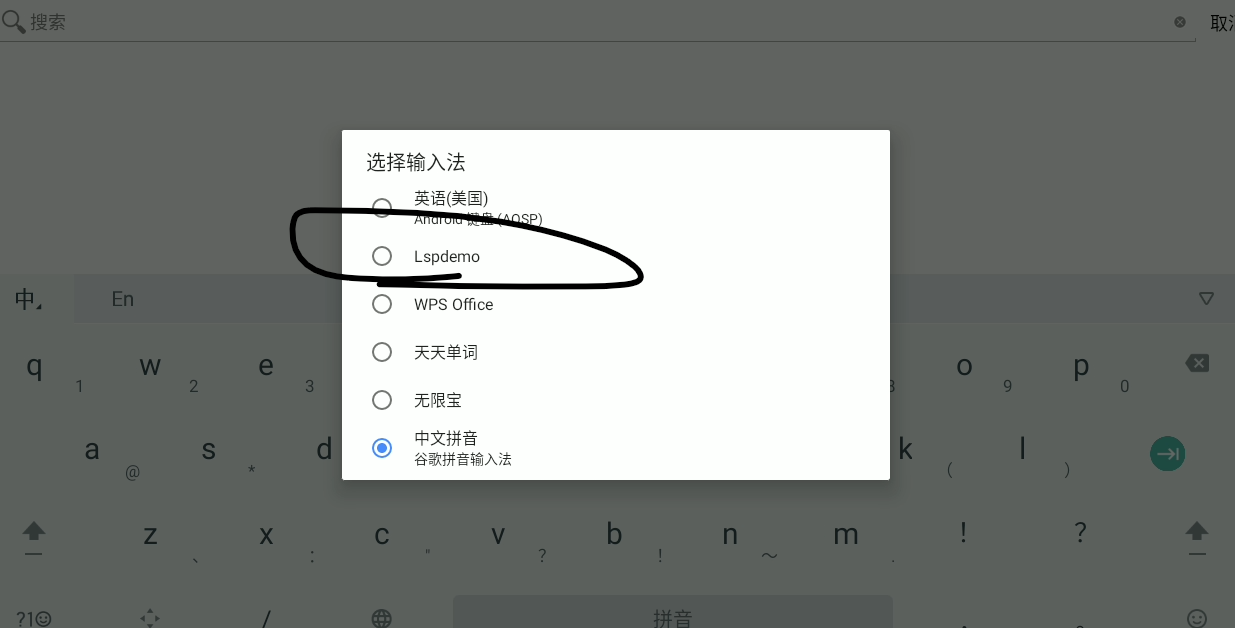 搜索
取消
选择输入法
英语(美国)
Android 键盘 (AOSP)
Lspdemo
WPS Office
天天单词
无限宝
中文拼音
谷歌拼音输入法
中 En
q 1 w 2 e 3 8 o 9 p 0
a @ s * d k ( l )
z 、 x : c " v ? b ! n ～ m . ! ?
?1☺ / 拼音